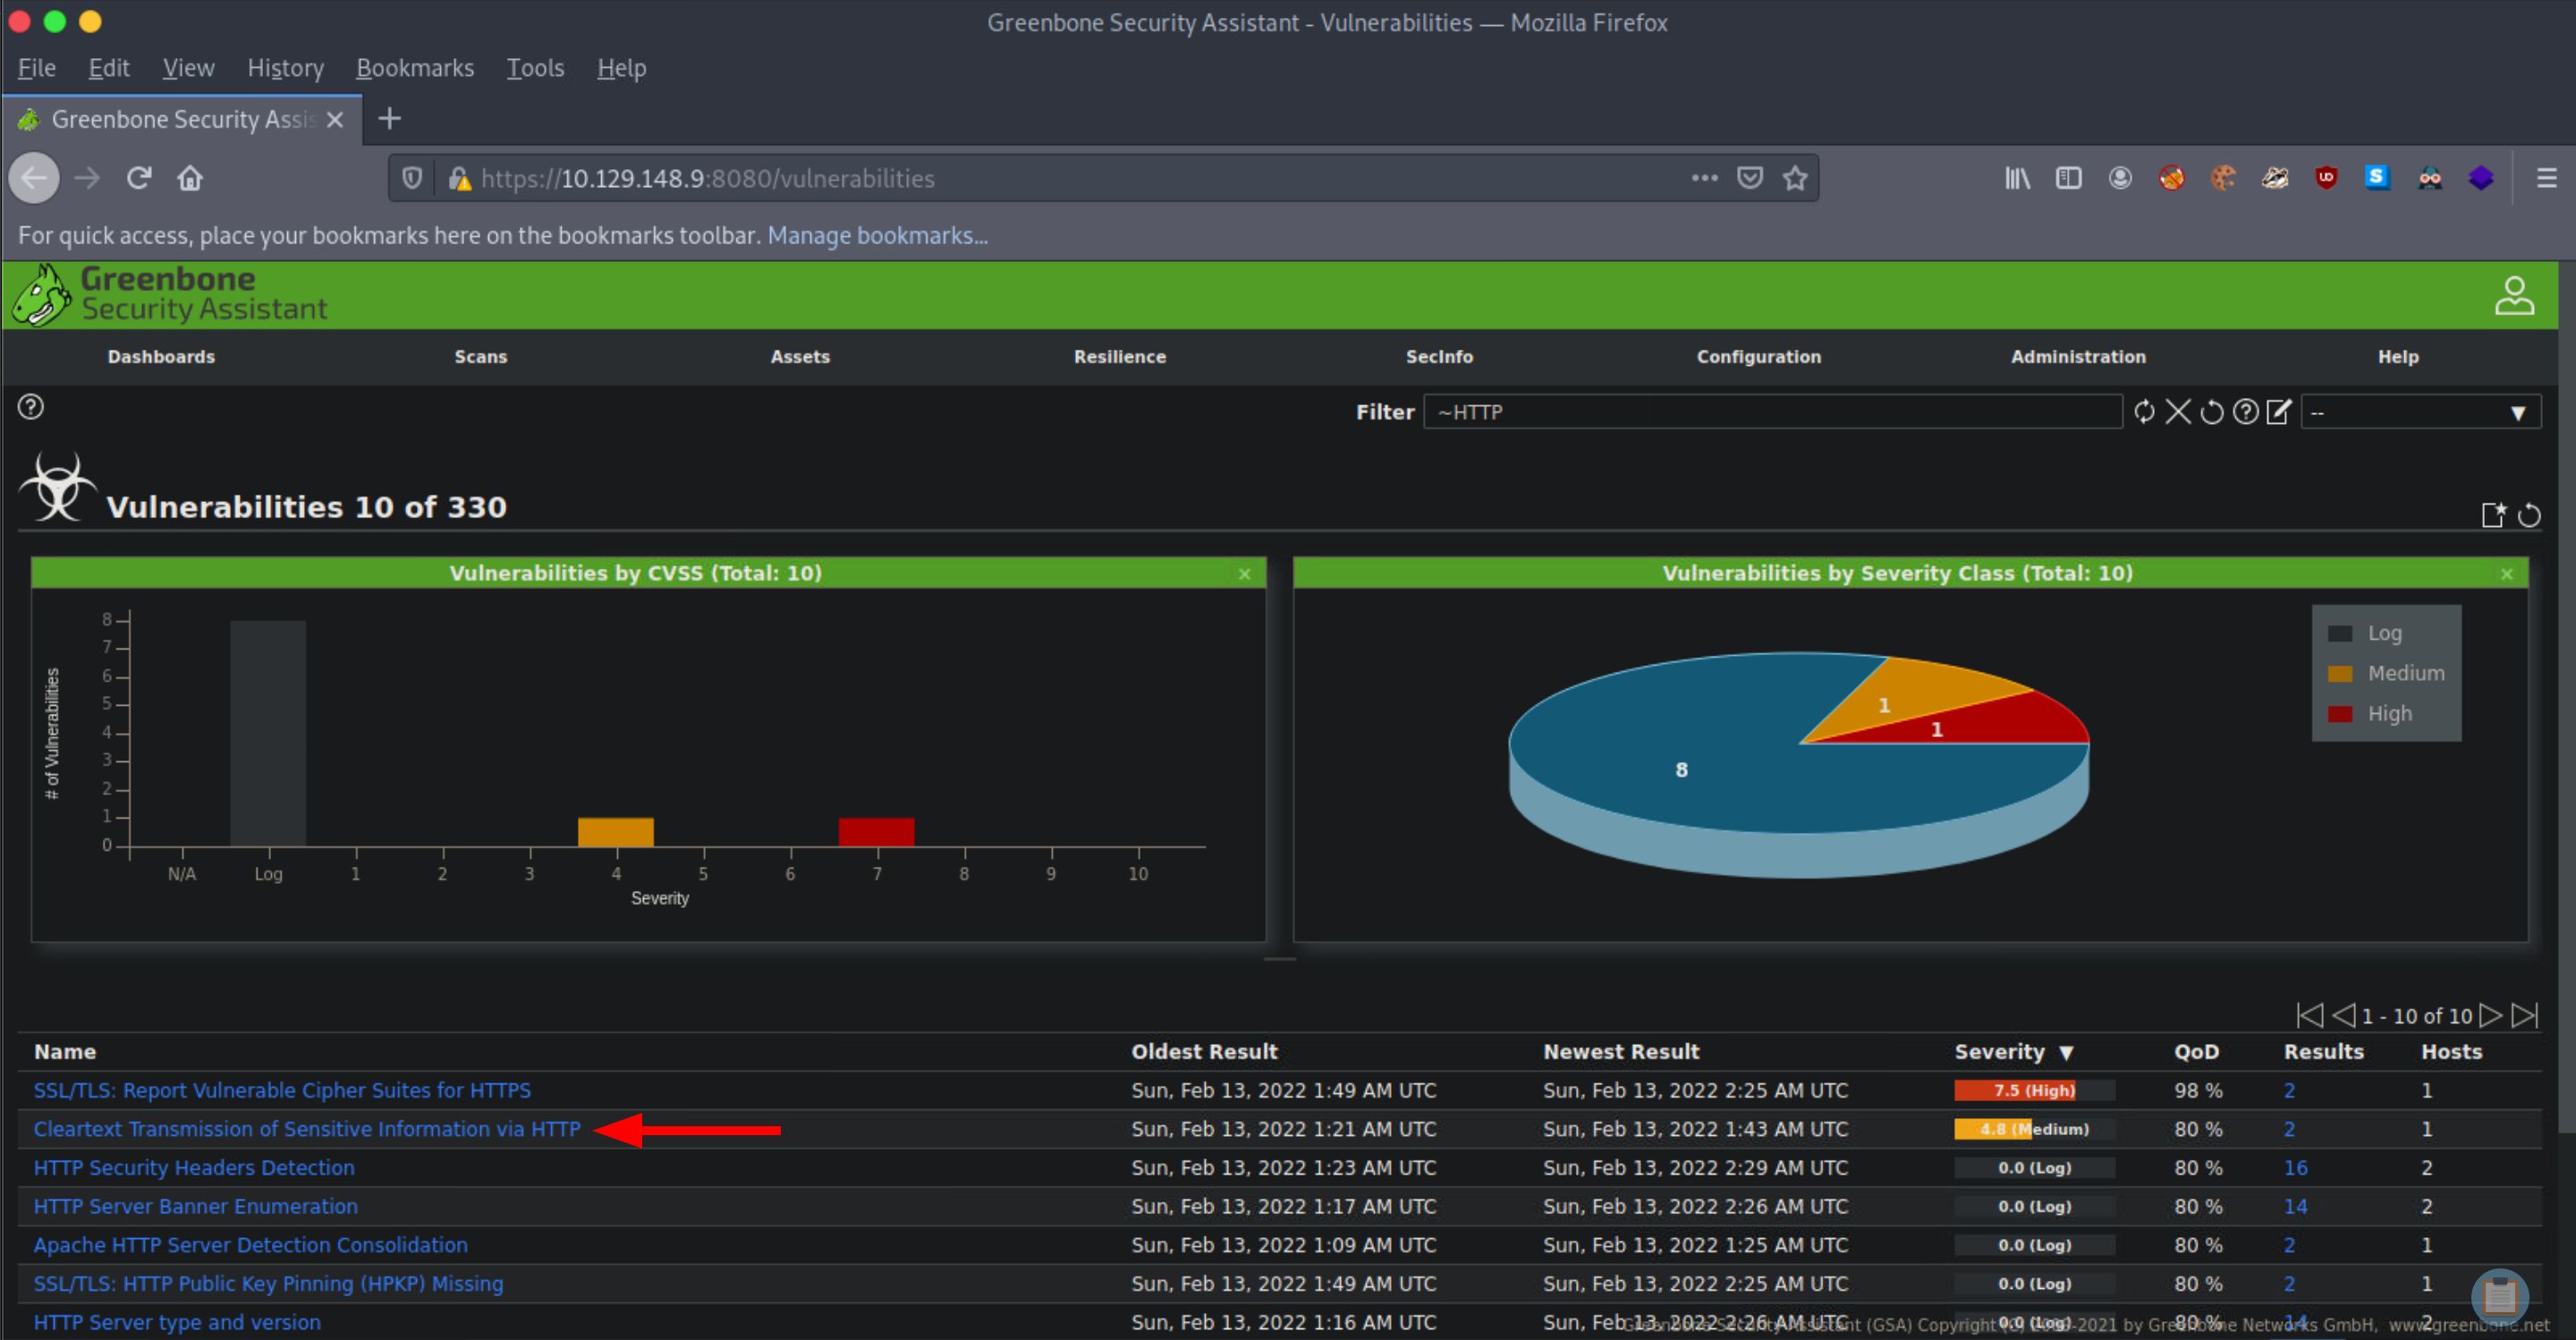 Greenbone Security Assistant - Vulnerabilities — Mozilla Firefox
File Edit View History Bookmarks Tools Help
Greenbone Security Assis
https://10.129.148.9:8080/vulnerabilities
For quick access, place your bookmarks here on the bookmarks toolbar. Manage bookmarks...
Greenbone
Security Assistant
Dashboards Scans Assets Resilience SecInfo Configuration Administration Help
Filter ~HTTP --
Vulnerabilities 10 of 330
Vulnerabilities by CVSS (Total: 10)
8
7
6
5
4
3
2
1
0
# of Vulnerabilities
N/A Log 1 2 3 4 5 6 7 8 9 10
Severity
Vulnerabilities by Severity Class (Total: 10)
1
1
8
Log
Medium
High
1 - 10 of 10
Name Oldest Result Newest Result Severity ▼ QoD Results Hosts
SSL/TLS: Report Vulnerable Cipher Suites for HTTPS Sun, Feb 13, 2022 1:49 AM UTC Sun, Feb 13, 2022 2:25 AM UTC 7.5 (High) 98 % 2 1
Cleartext Transmission of Sensitive Information via HTTP Sun, Feb 13, 2022 1:21 AM UTC Sun, Feb 13, 2022 1:43 AM UTC 4.8 (Medium) 80 % 2 1
HTTP Security Headers Detection Sun, Feb 13, 2022 1:23 AM UTC Sun, Feb 13, 2022 2:29 AM UTC 0.0 (Log) 80 % 16 2
HTTP Server Banner Enumeration Sun, Feb 13, 2022 1:17 AM UTC Sun, Feb 13, 2022 2:26 AM UTC 0.0 (Log) 80 % 14 2
Apache HTTP Server Detection Consolidation Sun, Feb 13, 2022 1:09 AM UTC Sun, Feb 13, 2022 1:25 AM UTC 0.0 (Log) 80 % 2 1
SSL/TLS: HTTP Public Key Pinning (HPKP) Missing Sun, Feb 13, 2022 1:49 AM UTC Sun, Feb 13, 2022 2:25 AM UTC 0.0 (Log) 80 % 2 1
HTTP Server type and version Sun, Feb 13, 2022 1:16 AM UTC Sun, Feb 13, 2022 2:26 AM UTC 0.0 (Log) 80 % 14 2
Greenbone Security Assistant (GSA) Copyright (C) 2021 by Greenbone Networks GmbH, www.greenbone.net